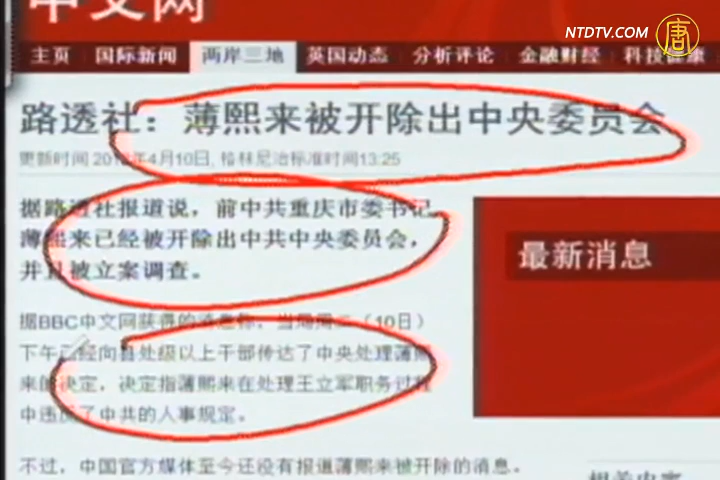 中文网
NTDTV.COM
唐
主页 国际新闻 两岸三地 英国动态 分析评论 金融财经 科技健康
路透社：薄熙来被开除出中央委员会
更新时间 2012年4月10日, 格林尼治标准时间13:25
据路透社报道说，前中共重庆市委书记
薄熙来已经被开除出中共中央委员会，
并且被立案调查。
最新消息
据BBC中文网获得的消息称，当局周二（10日）
下午已经向县处级以上干部传达了中央处理薄熙
来的决定，决定指薄熙来在处理王立军职务过程
中违反了中共的人事规定。
不过，中国官方媒体至今还没有报道薄熙来被开除的消息。